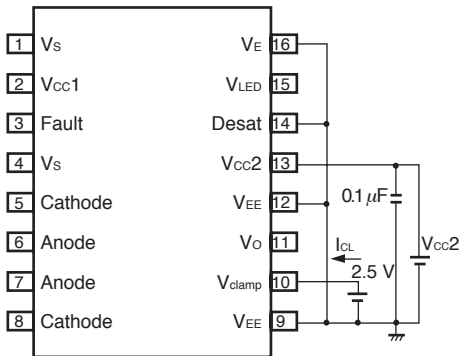 1 VS VE 16
2 VCC1 VLED 15
3 Fault Desat 14
4 VS VCC2 13
5 Cathode VEE 12
0.1 μF
6 Anode VO 11
ICL
VCC2
7 Anode Vclamp 10
2.5 V
8 Cathode VEE 9